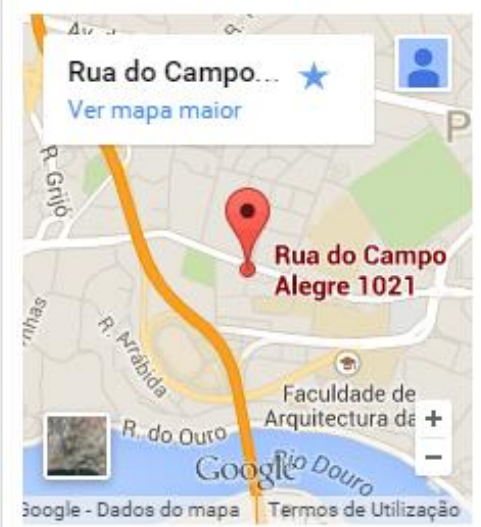 Av.
Rua do Campo...
Ver mapa maior
P
R. Grijó
Rua do Campo
Alegre 1021
R. Arrábida
Faculdade de
Arquitectura da
+
R. do Ouro
−
Google
Rio Douro
Google - Dados do mapa
Termos de Utilização